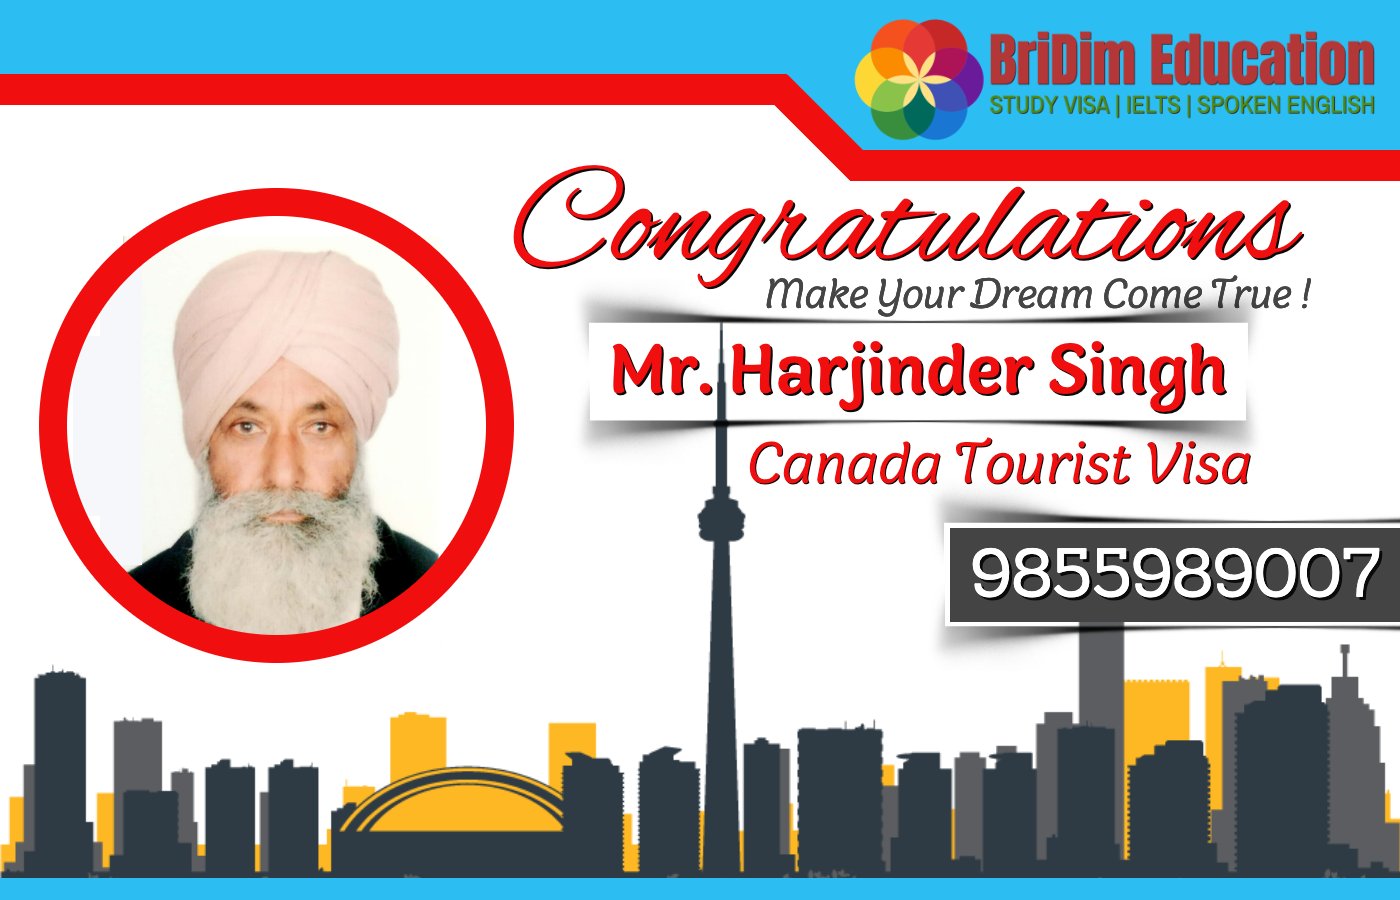 BriDim Education
STUDY VISA | IELTS | SPOKEN ENGLISH
Congratulations
Make Your Dream Come True !
Mr. Harjinder Singh
Canada Tourist Visa
9855989007